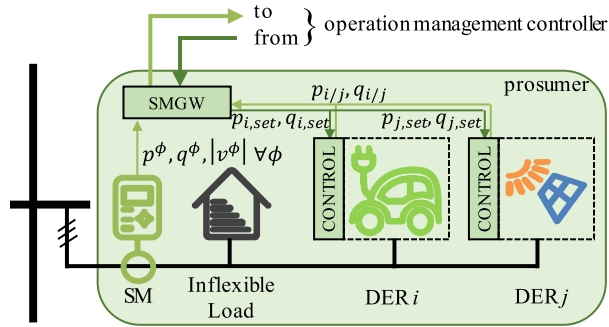 to
from } operation management controller
prosumer
SMGW
p_{i/j}, q_{i/j}
p_{i,set}, q_{i,set}
p_{j,set}, q_{j,set}
p^ϕ, q^ϕ, |v^ϕ| ∀ϕ
CONTROL
CONTROL
SM
Inflexible
Load
DER i
DER j